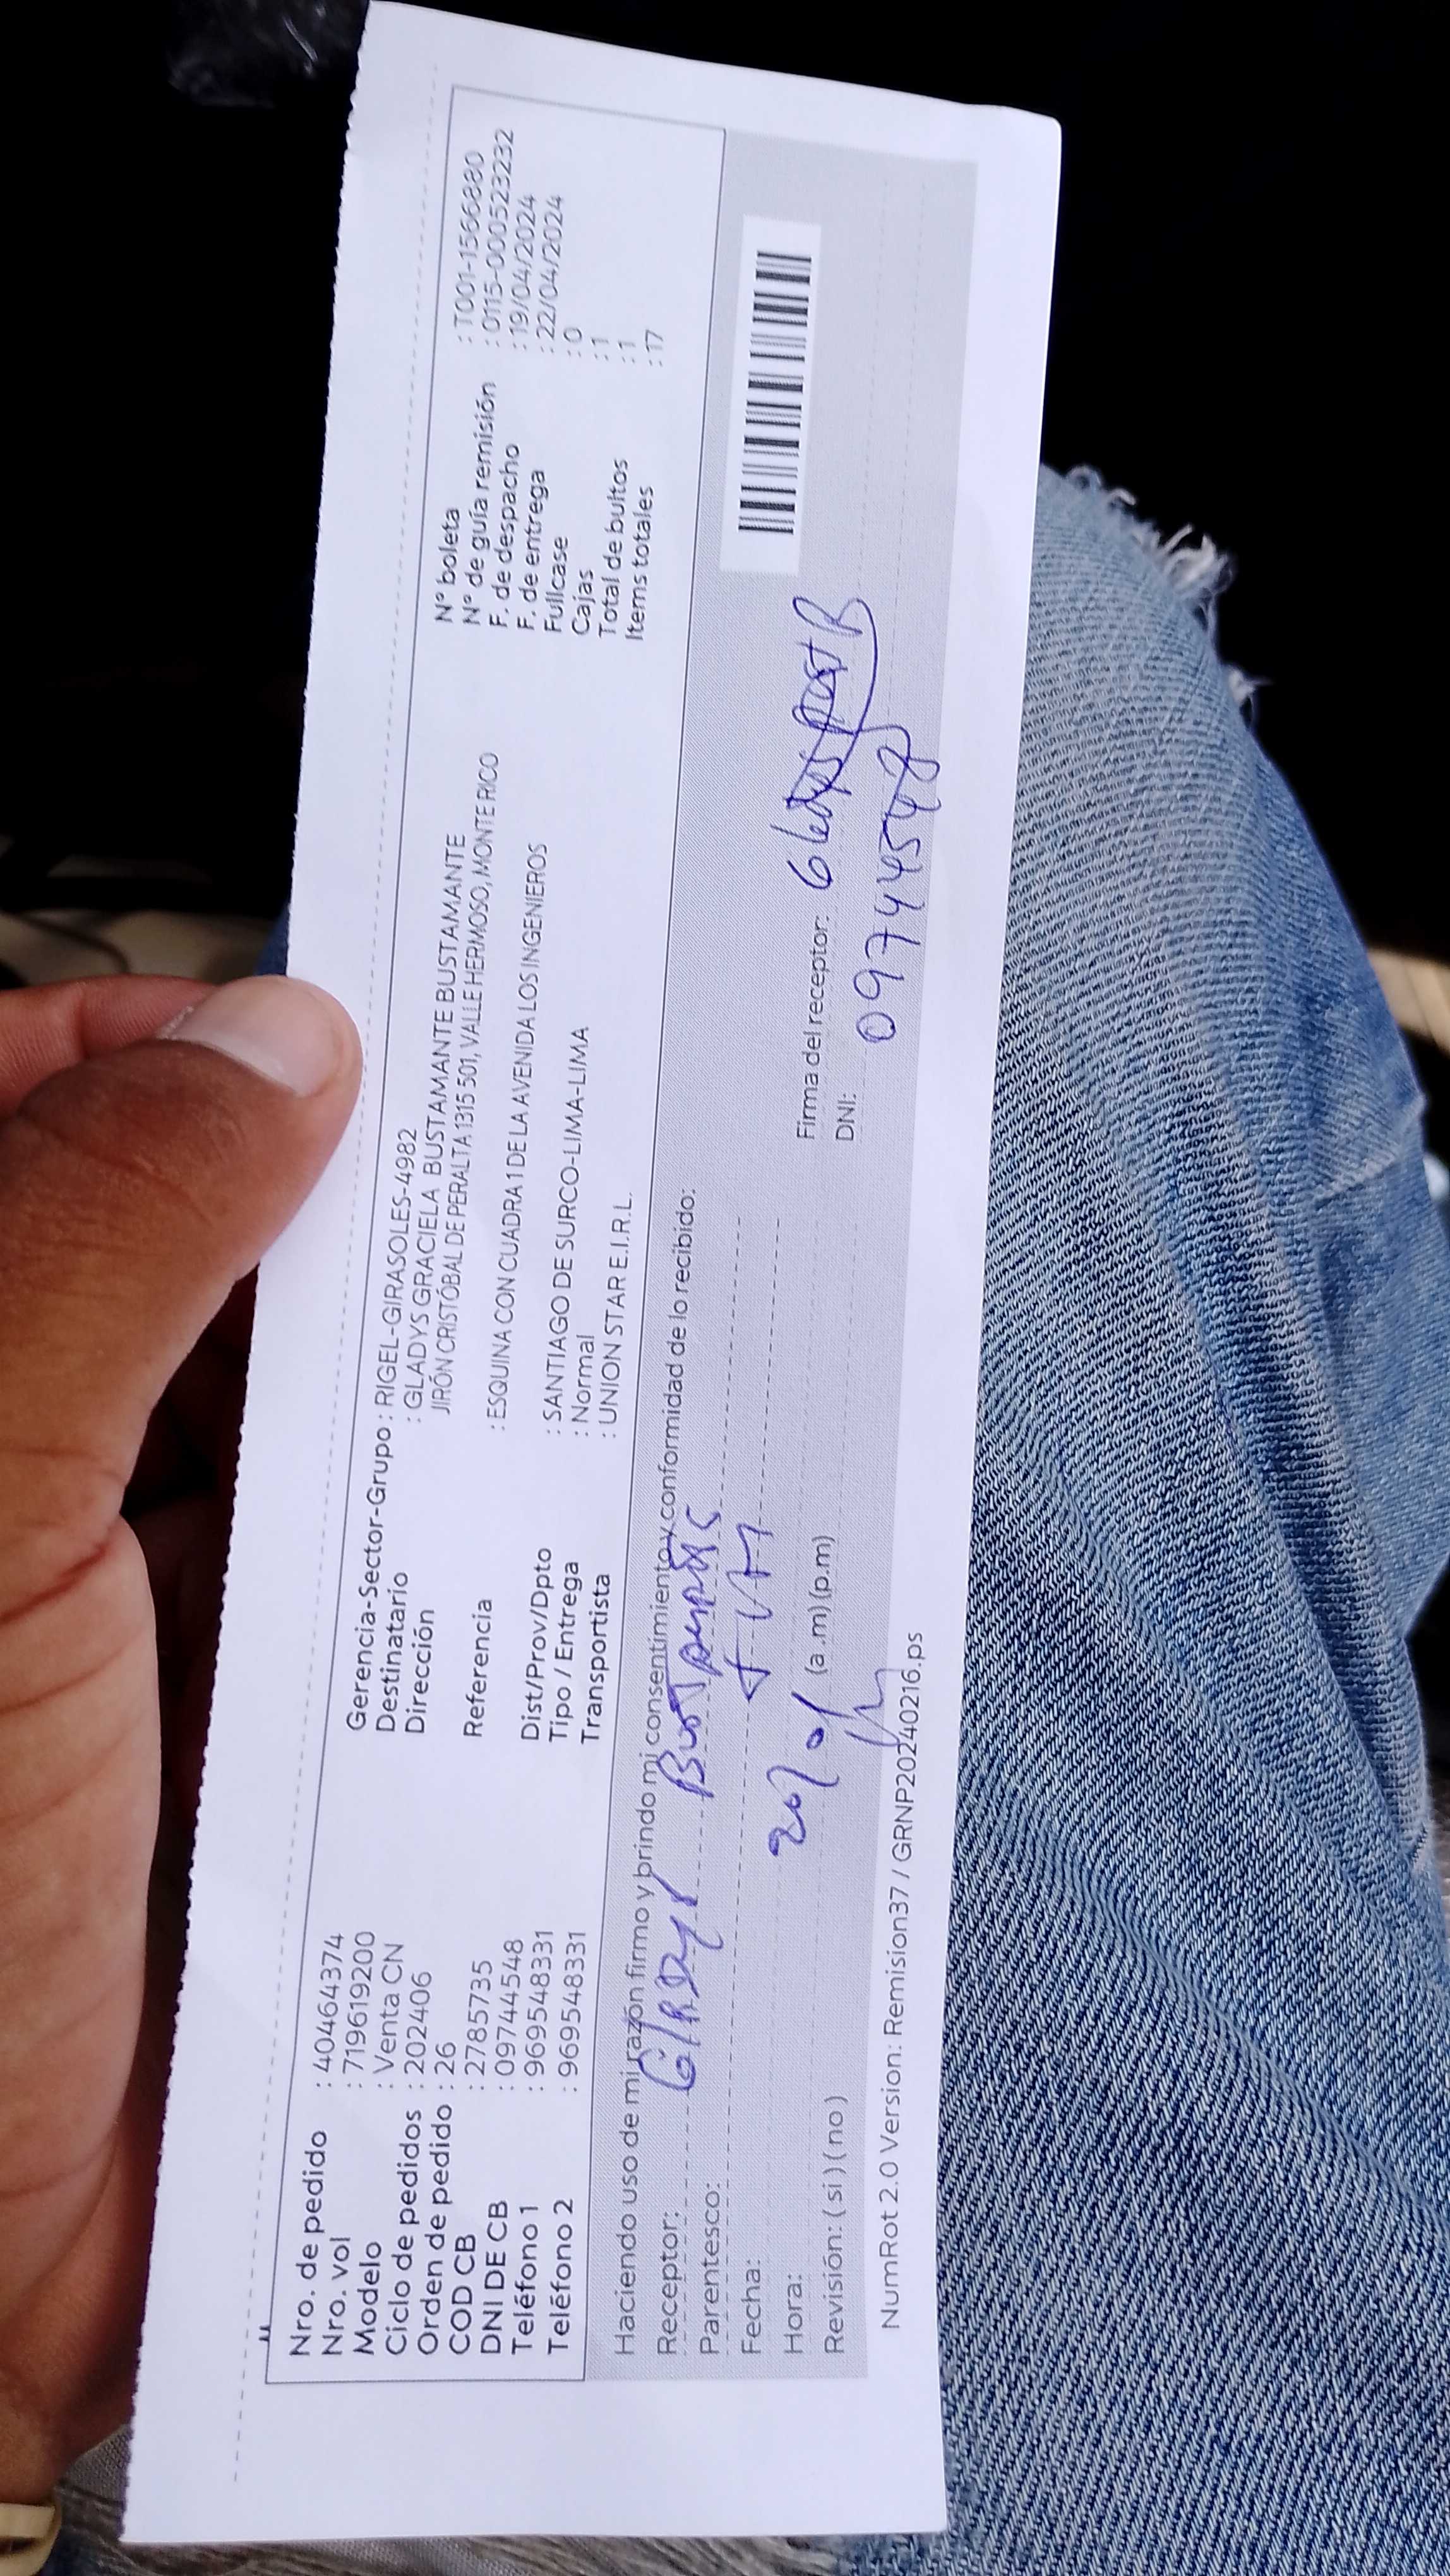 Nro. de pedido : 404464374
Nro. vol : 719619200
Modelo : Venta CN
Ciclo de pedidos : 202406
Orden de pedido : 26
COD CB : 2785735
DNI DE CB : 097444548
Teléfono 1 : 969548331
Teléfono 2 : 969548331
Gerencia-Sector-Grupo : RIGEL-GIRASOLES-4982
Destinatario : GLADYS GRACIELA BUSTAMANTE BUSTAMANTE
Dirección JIRÓN CRISTÓBAL DE PERALTA 1315 501, VALLE HERMOSO, MONTE RICO
Referencia : ESQUINA CON CUADRA 1 DE LA AVENIDA LOS INGENIEROS
Dist/Prov/Dpto : SANTIAGO DE SURCO-LIMA-LIMA
Tipo / Entrega : Normal
Transportista : UNION STAR E.I.R.L.
N° boleta : T001-1566880
N° de guía remisión : 0115-000523232
F. de despacho : 19/04/2024
F. de entrega : 22/04/2024
Fullcase : 0
Cajas : 1
Total de bultos : 1
Items totales : 17
Haciendo uso de mi razón firmo y brindo mi consentimiento y conformidad de lo recibido:
Receptor: Gladys
Parentesco:
Fecha:
Hora: (a.m) (p.m)
Revisión: ( si ) ( no )
Firma del receptor:
DNI: 097444548
NumRot 2.0 Version: Remision37 / GRNP20240216.ps